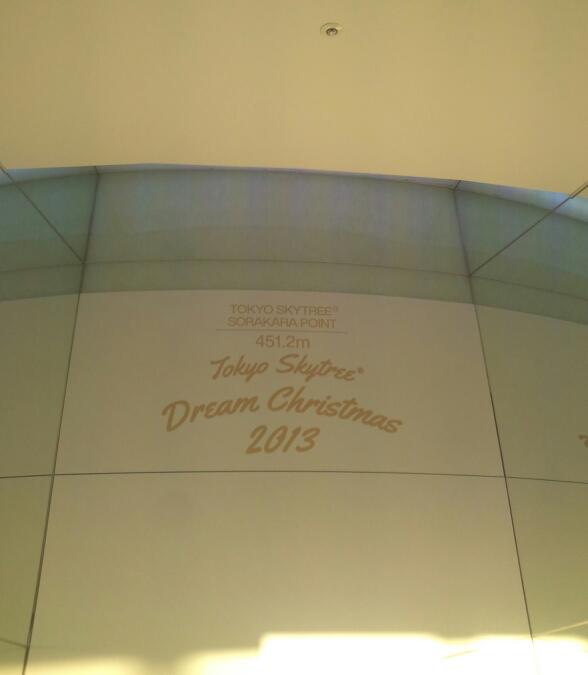 TOKYO SKYTREE®
SORAKARA POINT
451.2m
Tokyo Skytree®
Dream Christmas
2013